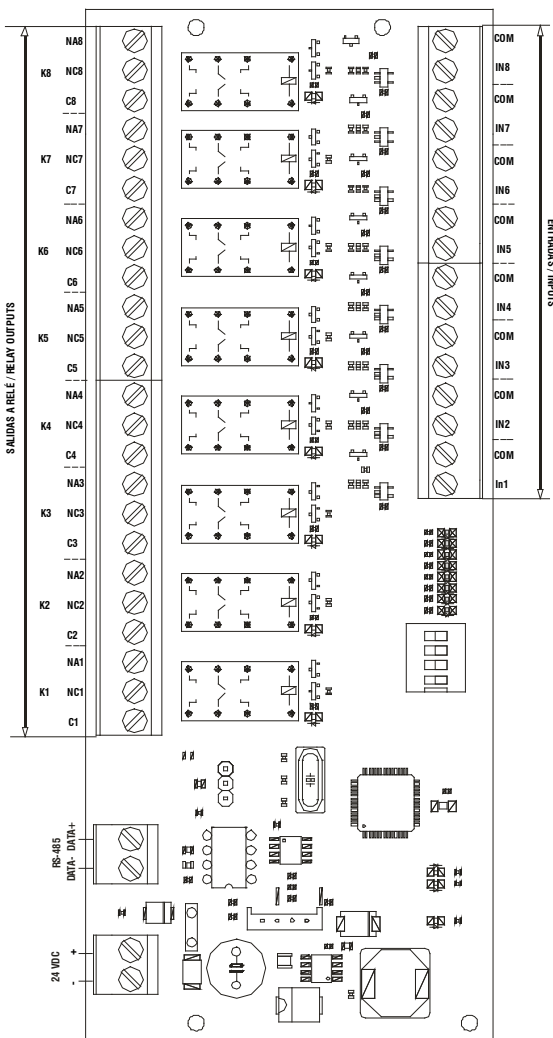 SALIDAS A RELÉ / RELAY OUTPUTS
K8
NA8
NC8
C8
K7
NA7
NC7
C7
K6
NA6
NC6
C6
K5
NA5
NC5
C5
K4
NA4
NC4
C4
K3
NA3
NC3
C3
K2
NA2
NC2
C2
K1
NA1
NC1
C1
ENTRADAS / INPUTS
COM
IN8
COM
IN7
COM
IN6
COM
IN5
COM
IN4
COM
IN3
COM
IN2
COM
In1
RS-485
DATA- DATA+
24 VDC
- +